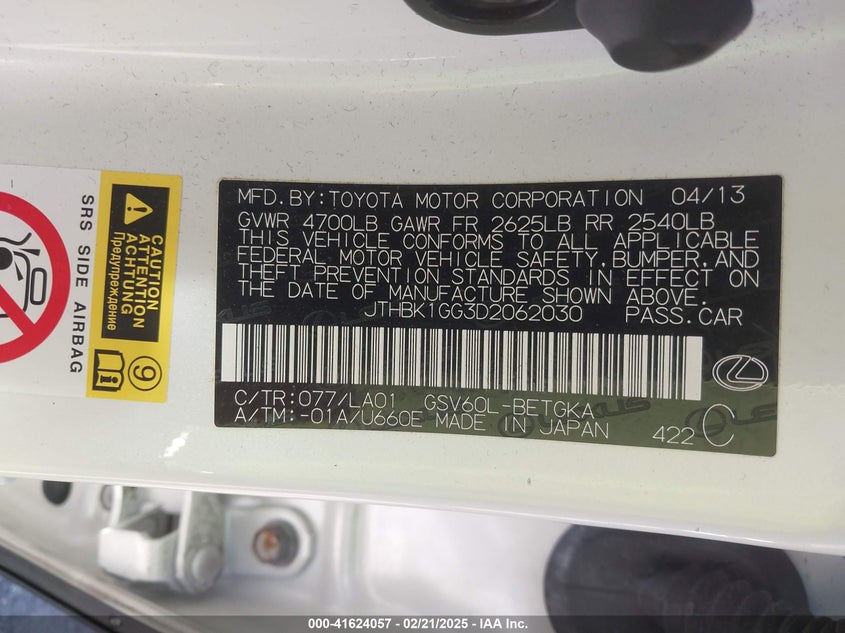 MFD. BY: TOYOTA MOTOR CORPORATION 04/13
GVWR 4700LB GAWR FR 2625LB RR 2540LB
THIS VEHICLE CONFORMS TO ALL APPLICABLE
FEDERAL MOTOR VEHICLE SAFETY, BUMPER, AND
THEFT PREVENTION STANDARDS IN EFFECT ON
THE DATE OF MANUFACTURE SHOWN ABOVE.
JTHBK1GG3D2062030 PASS.CAR
C/TR:077/LA01 GSV60L-BETGKA
A/TM:-01A/U660E MADE IN JAPAN
422 C
CAUTION
ATTENTION
Предупреждение
SRS SIDE AIRBAG
9
000-41624057 - 02/21/2025 - IAA Inc.